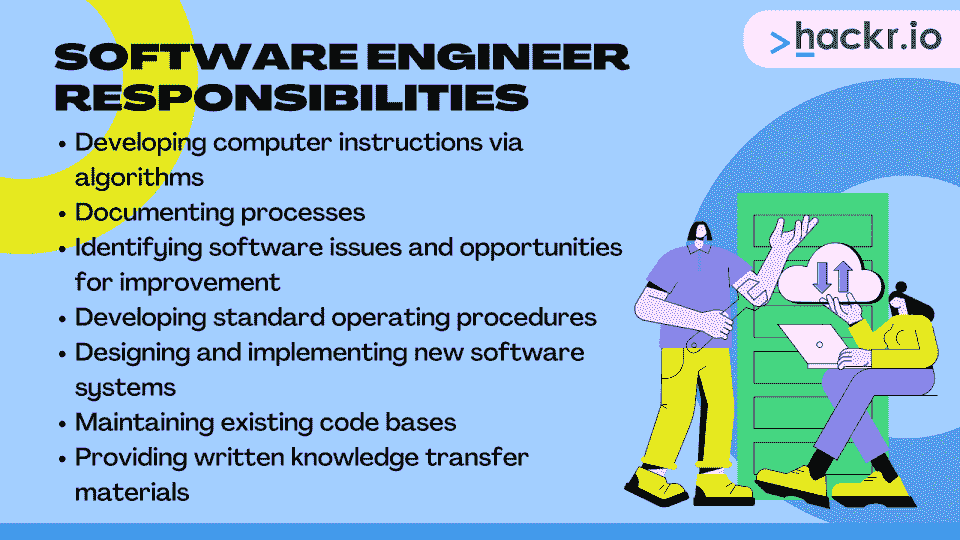 >hackr.io
SOFTWARE ENGINEER
RESPONSIBILITIES
• Developing computer instructions via
algorithms
• Documenting processes
• Identifying software issues and opportunities
for improvement
• Developing standard operating procedures
• Designing and implementing new software
systems
• Maintaining existing code bases
• Providing written knowledge transfer
materials